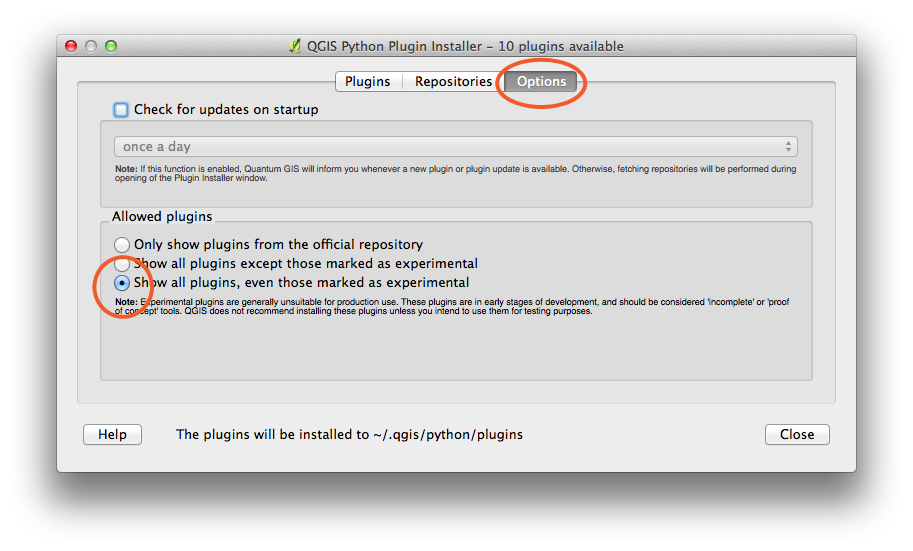 QGIS Python Plugin Installer – 10 plugins available
Plugins Repositories Options
Check for updates on startup
once a day
Note: If this function is enabled, Quantum GIS will inform you whenever a new plugin or plugin update is available. Otherwise, fetching repositories will be performed during
opening of the Plugin Installer window.
Allowed plugins
Only show plugins from the official repository
Show all plugins except those marked as experimental
Show all plugins, even those marked as experimental
Note: Experimental plugins are generally unsuitable for production use. These plugins are in early stages of development, and should be considered 'incomplete' or 'proof
of concept' tools. QGIS does not recommend installing these plugins unless you intend to use them for testing purposes.
Help The plugins will be installed to ~/.qgis/python/plugins Close